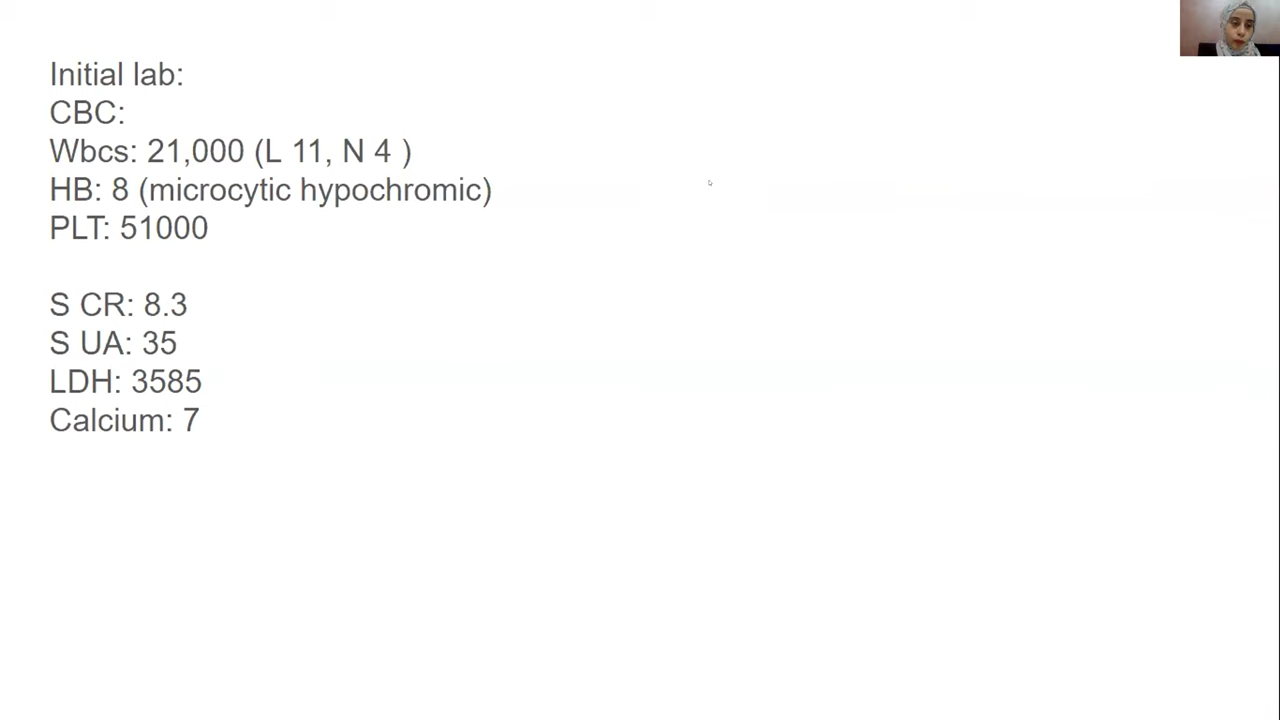 Initial lab:
CBC:
Wbcs: 21,000 (L 11, N 4 )
HB: 8 (microcytic hypochromic)
PLT: 51000
S CR: 8.3
S UA: 35
LDH: 3585
Calcium: 7